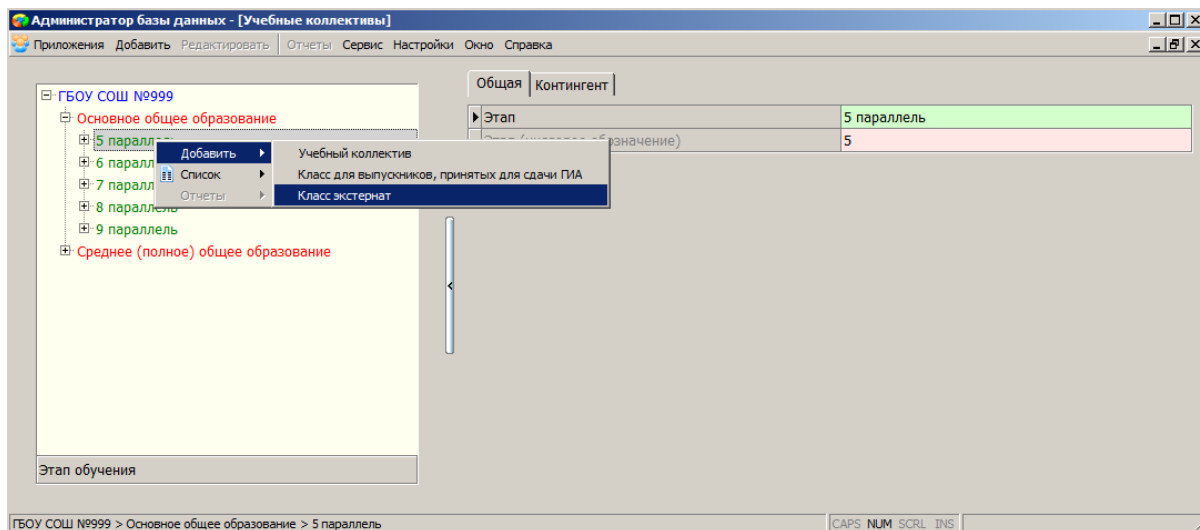 Администратор базы данных - [Учебные коллективы]
Приложения Добавить Редактировать Отчеты Сервис Настройки Окно Справка
ГБОУ СОШ №999
Основное общее образование
5 паралл
6 паралл
7 паралл
8 параллель
9 параллель
Среднее (полное) общее образование
Этап обучения
Добавить
Список
Отчеты
Учебный коллектив
Класс для выпускников, принятых для сдачи ГИА
Класс экстернат
Общая Контингент
Этап 5 параллель
означение) 5
ГБОУ СОШ №999 > Основное общее образование > 5 параллель CAPS NUM SCRL INS